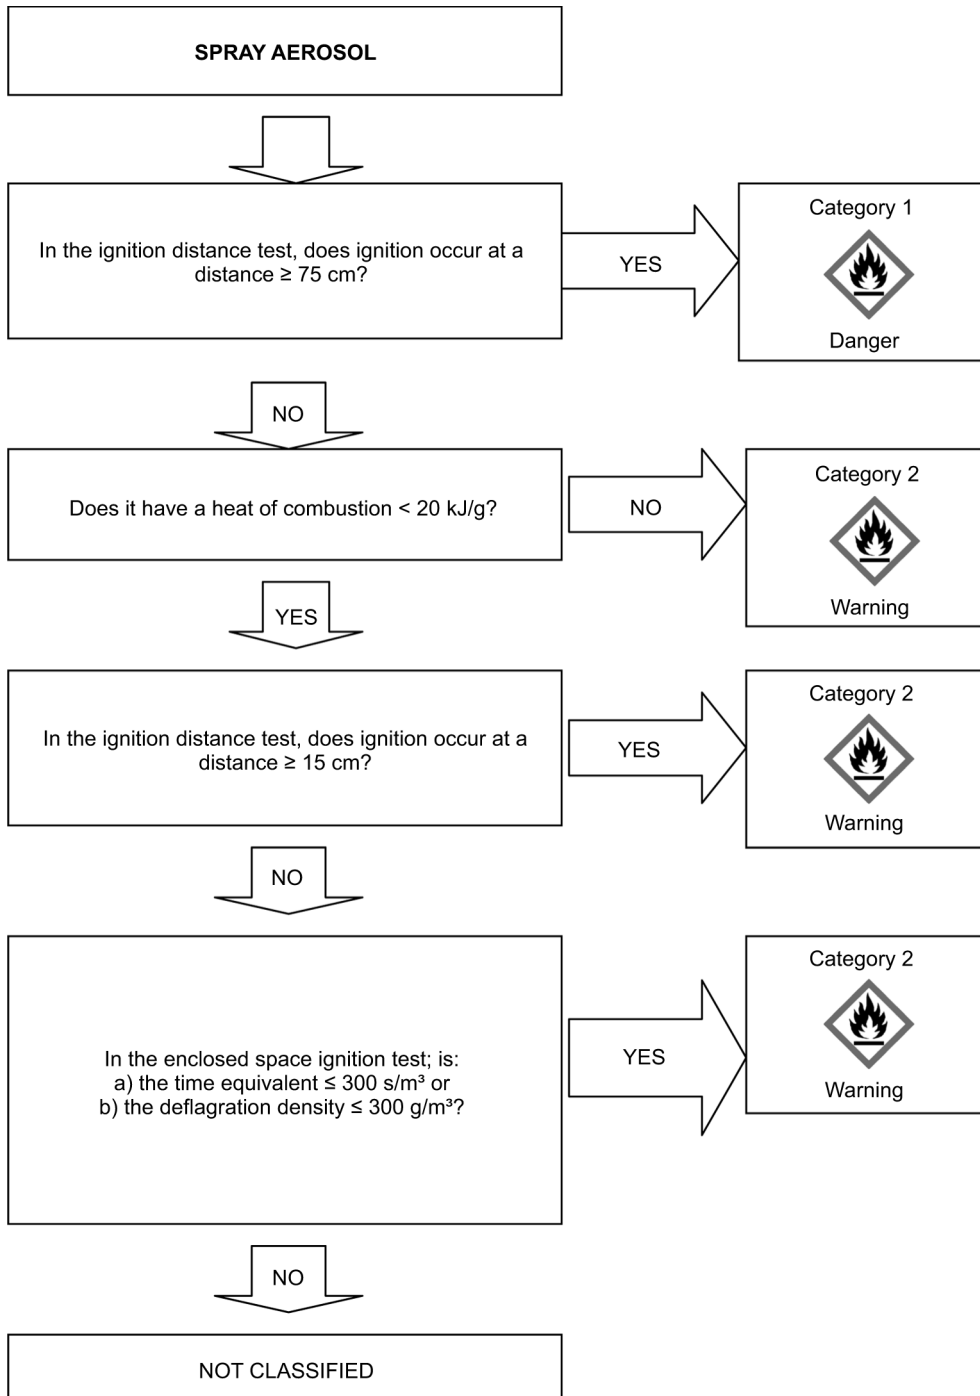 SPRAY AEROSOL
In the ignition distance test, does ignition occur at a
distance ≥ 75 cm?
YES
Category 1
Danger
NO
Does it have a heat of combustion < 20 kJ/g?
NO
Category 2
Warning
YES
In the ignition distance test, does ignition occur at a
distance ≥ 15 cm?
YES
Category 2
Warning
NO
In the enclosed space ignition test; is:
a) the time equivalent ≤ 300 s/m³ or
b) the deflagration density ≤ 300 g/m³?
YES
Category 2
Warning
NO
NOT CLASSIFIED